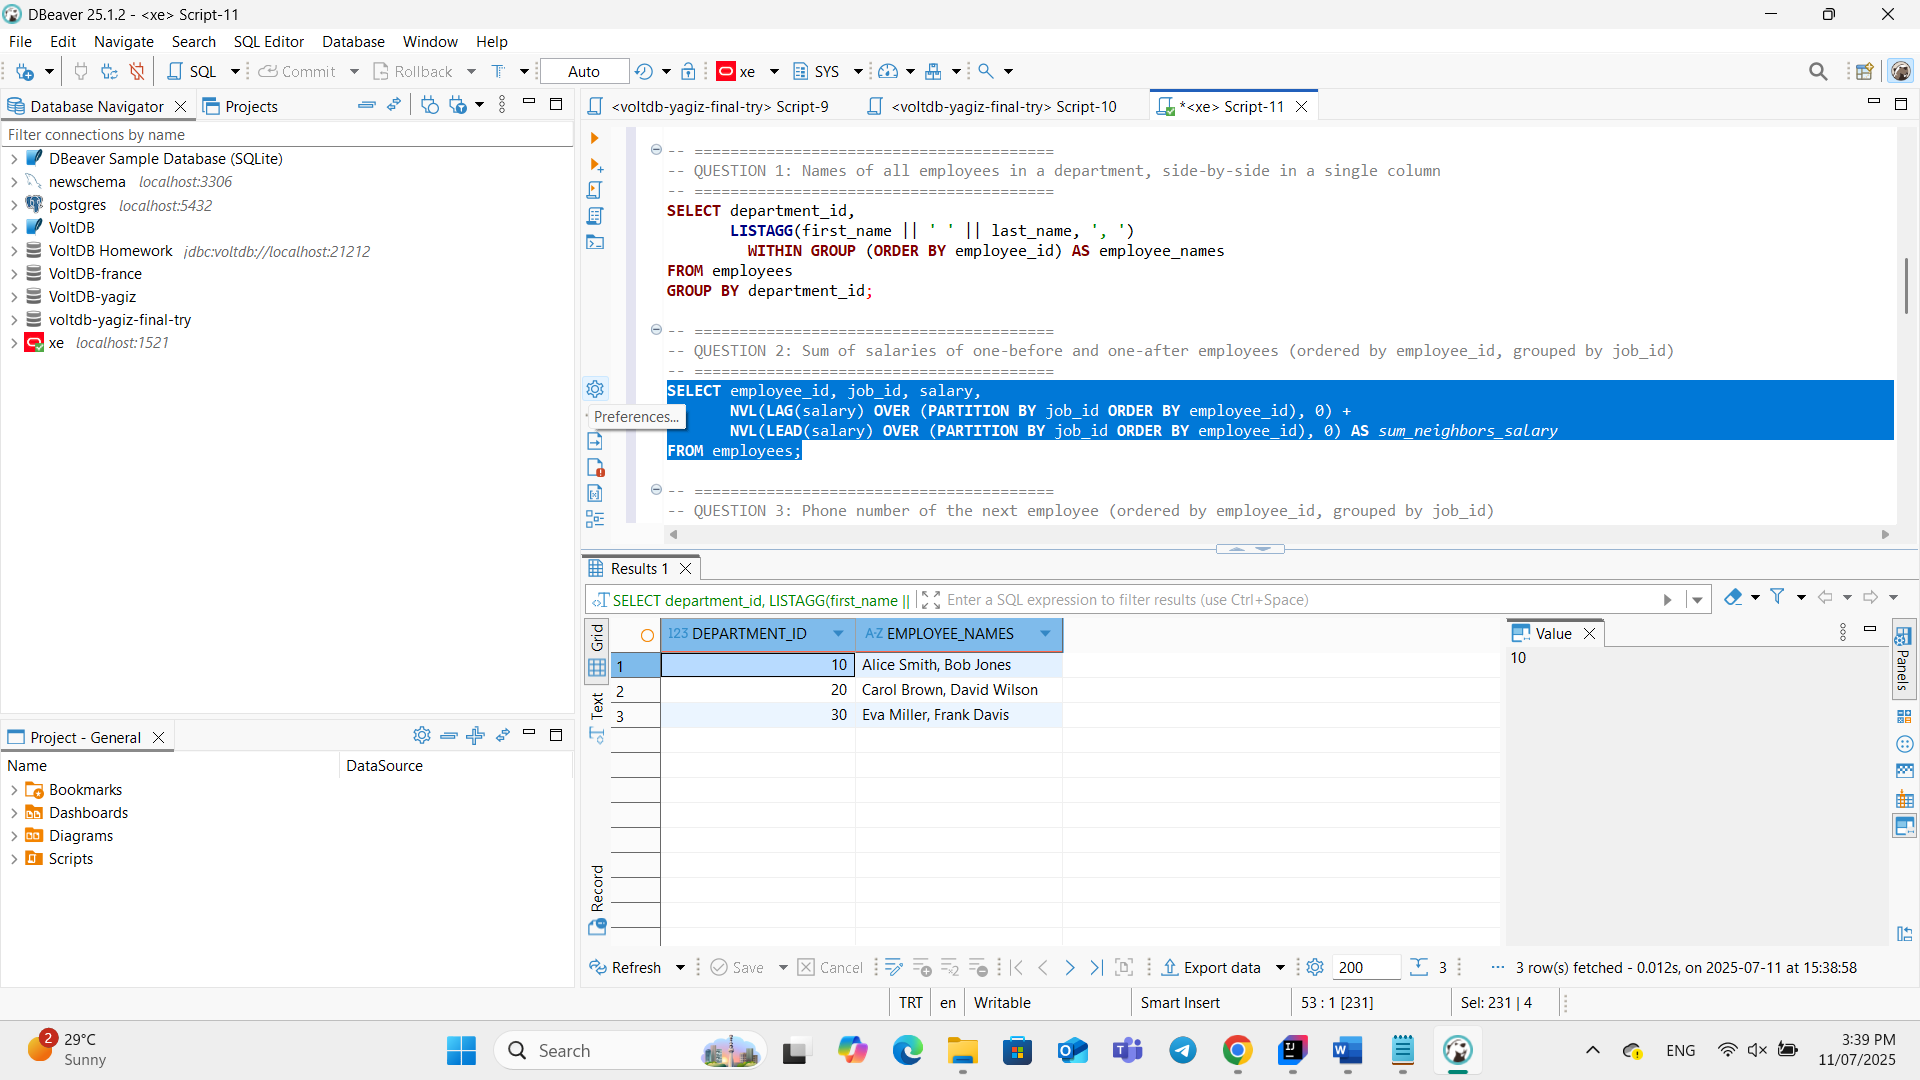 DBeaver 25.1.2 - <xe> Script-11
File Edit Navigate Search SQL Editor Database Window Help
SQL Commit Rollback T Auto xe SYS
Database Navigator Projects
<voltdb-yagiz-final-try> Script-9 <voltdb-yagiz-final-try> Script-10 *<xe> Script-11
Filter connections by name
DBeaver Sample Database (SQLite)
newschema localhost:3306
postgres localhost:5432
VoltDB
VoltDB Homework jdbc:voltdb://localhost:21212
VoltDB-france
VoltDB-yagiz
voltdb-yagiz-final-try
xe localhost:1521
-- ========================================
-- QUESTION 1: Names of all employees in a department, side-by-side in a single column
-- ========================================
SELECT department_id,
LISTAGG(first_name || ' ' || last_name, ', ')
WITHIN GROUP (ORDER BY employee_id) AS employee_names
FROM employees
GROUP BY department_id;
-- ========================================
-- QUESTION 2: Sum of salaries of one-before and one-after employees (ordered by employee_id, grouped by job_id)
-- ========================================
SELECT employee_id, job_id, salary,
NVL(LAG(salary) OVER (PARTITION BY job_id ORDER BY employee_id), 0) +
NVL(LEAD(salary) OVER (PARTITION BY job_id ORDER BY employee_id), 0) AS sum_neighbors_salary
FROM employees;
-- ========================================
-- QUESTION 3: Phone number of the next employee (ordered by employee_id, grouped by job_id)
Preferences...
Results 1
SELECT department_id, LISTAGG(first_name || Enter a SQL expression to filter results (use Ctrl+Space)
Grid
Text
Record
123 DEPARTMENT_ID A-Z EMPLOYEE_NAMES
1 10 Alice Smith, Bob Jones
2 20 Carol Brown, David Wilson
3 30 Eva Miller, Frank Davis
Value
10
Panels
Project - General
Name DataSource
Bookmarks
Dashboards
Diagrams
Scripts
Refresh Save Cancel Export data 200 3 ... 3 row(s) fetched - 0.012s, on 2025-07-11 at 15:38:58
TRT en Writable Smart Insert 53 : 1 [231] Sel: 231 | 4
2 29°C
Sunny
Search
ENG
3:39 PM
11/07/2025